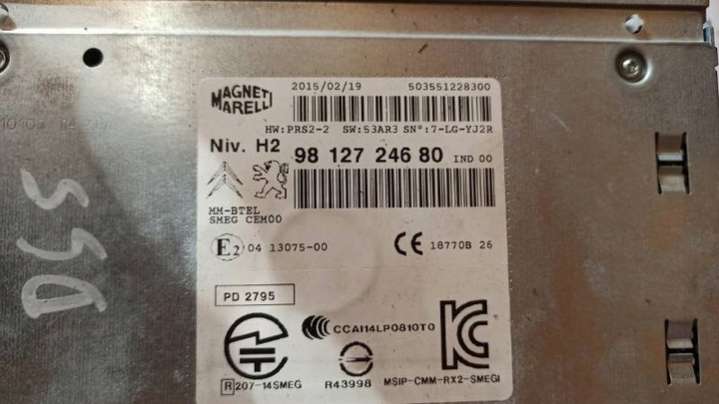 MAGNETI
MARELLI
2015/02/19 503551228300
HW:PRS2-2 SW:53AR3 SN°:7-LG-YJ2R
Niv. H2 98 127 246 80 IND 00
MM-BTEL
SMEG CEM00
E2 04 13075-00 CE 18770B 26
PD 2795
CCAI14LP0810T0
R 207-14SMEG R43998 MSIP-CMM-RX2-SMEGI